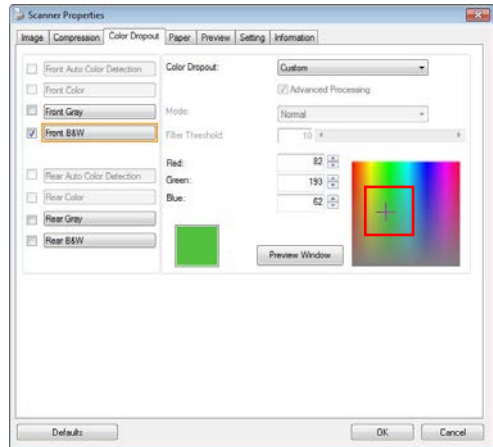 Scanner Properties
Image Compression Color Dropout Paper Preview Setting Information
Front Auto Color Detection
Front Color
Front Gray
Front B&W
Rear Auto Color Detection
Rear Color
Rear Gray
Rear B&W
Color Dropout: Custom
Advanced Processing
Mode: Normal
Filter Threshold: 10
Red: 82
Green: 193
Blue: 62
Preview Window
Defaults OK Cancel